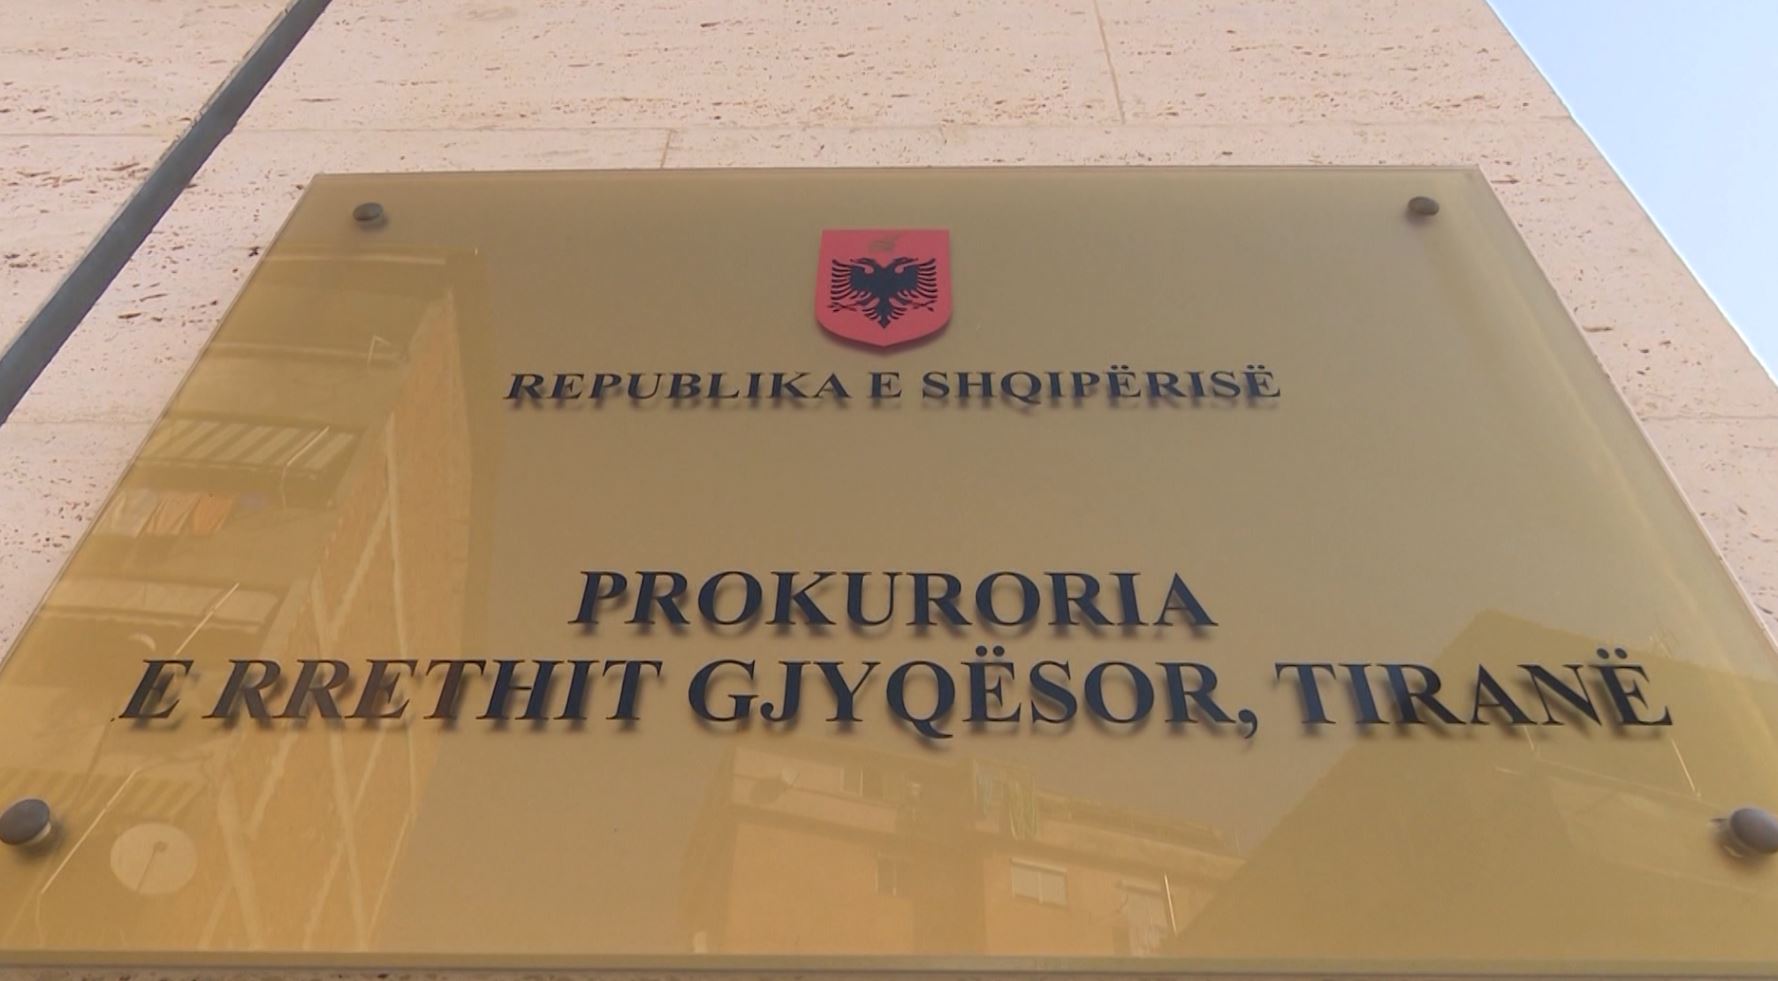 REPUBLIKA E SHQIPËRISË
PROKURORIA
E RRETHIT GJYQËSOR, TIRANË